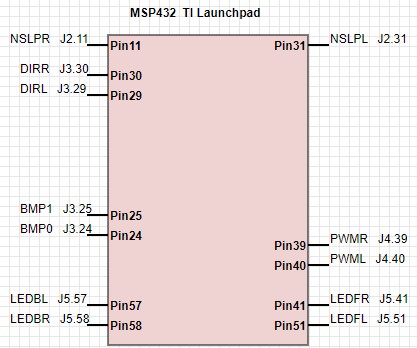 MSP432 TI Launchpad
NSLPR J2.11 Pin11 Pin31 NSLPL J2.31
DIRR J3.30 Pin30
DIRL J3.29 Pin29
BMP1 J3.25 Pin25
BMP0 J3.24 Pin24
Pin39 PWMR J4.39
Pin40 PWML J4.40
LEDBL J5.57 Pin57 Pin41 LEDFR J5.41
LEDBR J5.58 Pin58 Pin51 LEDFL J5.51